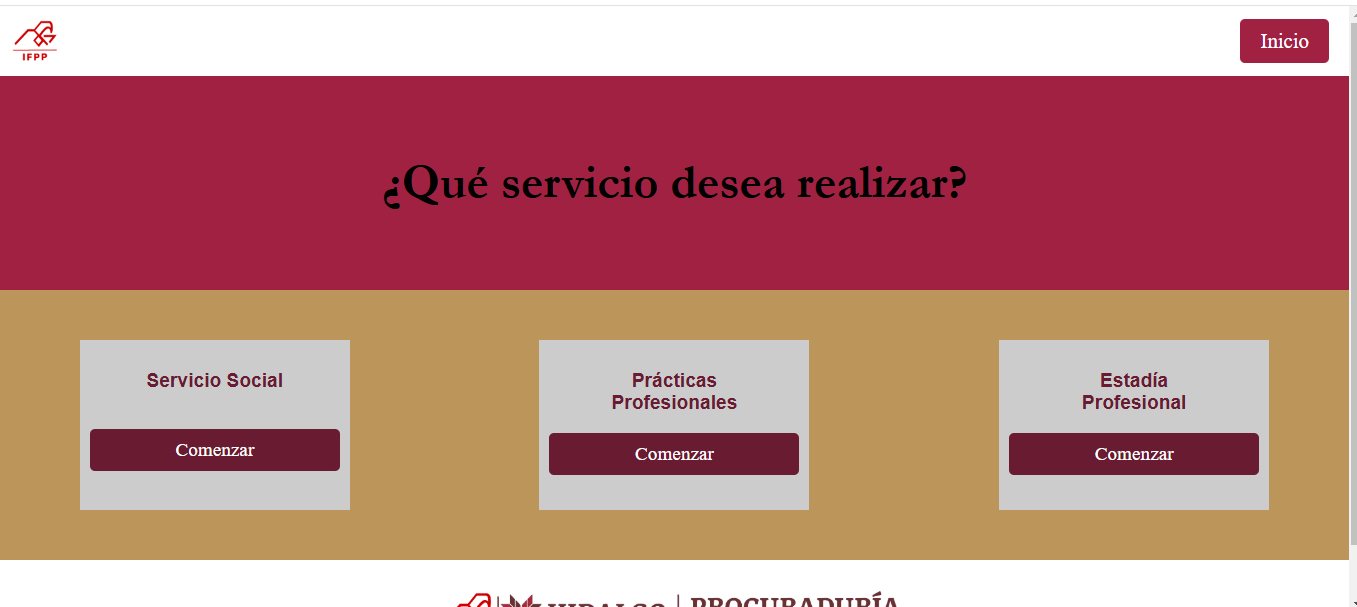 IFPP
Inicio
¿Qué servicio desea realizar?
Servicio Social
Comenzar
Prácticas
Profesionales
Comenzar
Estadía
Profesional
Comenzar
HIDALGO | PROCURADURÍA